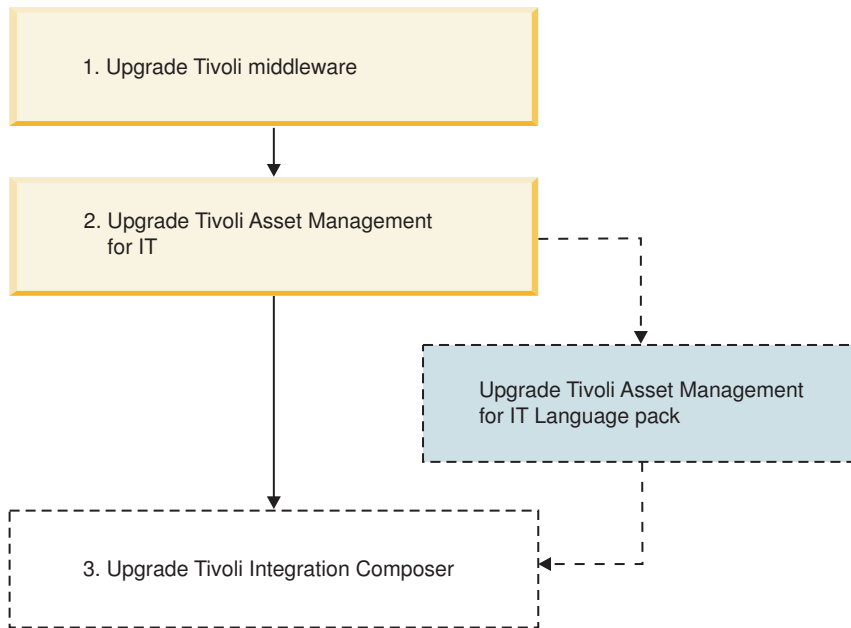 1. Upgrade Tivoli middleware
2. Upgrade Tivoli Asset Management
for IT
Upgrade Tivoli Asset Management
for IT Language pack
3. Upgrade Tivoli Integration Composer